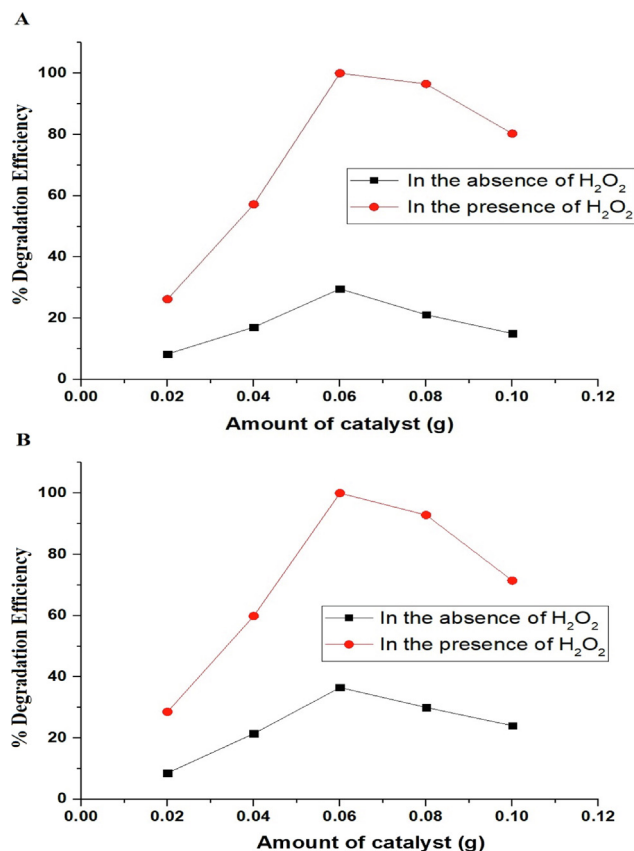 A
% Degradation Efficiency
100
80
60
40
20
0
In the absence of H₂O₂
In the presence of H₂O₂
0.00 0.02 0.04 0.06 0.08 0.10 0.12
Amount of catalyst (g)
B
% Degradation Efficiency
100
80
60
40
20
0
In the absence of H₂O₂
In the presence of H₂O₂
0.00 0.02 0.04 0.06 0.08 0.10 0.12
Amount of catalyst (g)